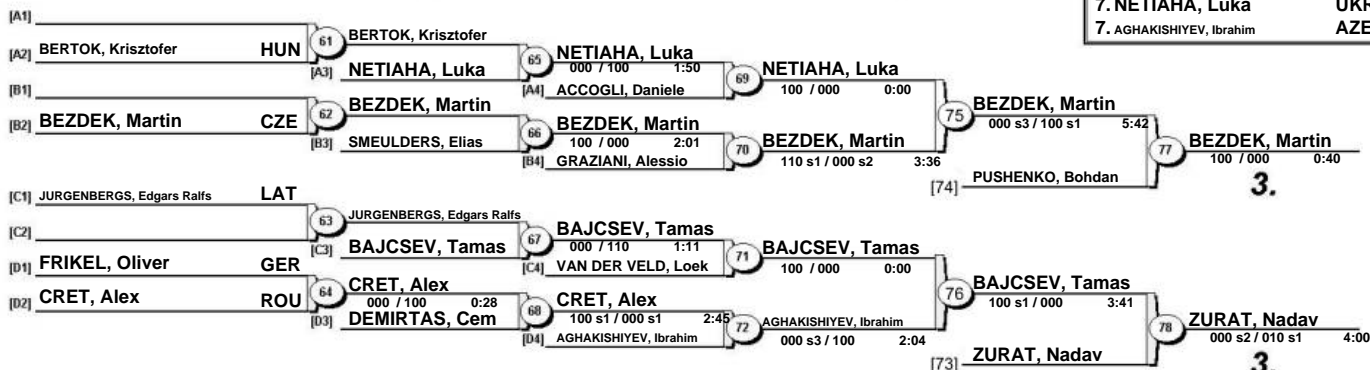 7. NETIAHA, Luka UKR
7. AGHAKISHIYEV, Ibrahim AZE
[A1]
[A2] BERTOK, Krisztofer HUN
61 BERTOK, Krisztofer
[A3] NETIAHA, Luka
65 NETIAHA, Luka
000 / 100 1:50
[A4] ACCOGLI, Daniele
69 NETIAHA, Luka
100 / 000 0:00
[B1]
[B2] BEZDEK, Martin CZE
62 BEZDEK, Martin
[B3] SMEULDERS, Elias
66 BEZDEK, Martin
100 / 000 2:01
[B4] GRAZIANI, Alessio
70 BEZDEK, Martin
110 s1 / 000 s2 3:36
75 BEZDEK, Martin
000 s3 / 100 s1 5:42
[74] PUSHENKO, Bohdan
77 BEZDEK, Martin
100 / 000 0:40
3.
[C1] JURGENBERGS, Edgars Ralfs LAT
[C2]
63 JURGENBERGS, Edgars Ralfs
[C3] BAJCSEV, Tamas
67 BAJCSEV, Tamas
000 / 110 1:11
[C4] VAN DER VELD, Loek
71 BAJCSEV, Tamas
100 / 000 0:00
[D1] FRIKEL, Oliver GER
[D2] CRET, Alex ROU
64 CRET, Alex
000 / 100 0:28
[D3] DEMIRTAS, Cem
68 CRET, Alex
100 s1 / 000 s1 2:45
[D4] AGHAKISHIYEV, Ibrahim
72 AGHAKISHIYEV, Ibrahim
000 s3 / 100 2:04
76 BAJCSEV, Tamas
100 s1 / 000 3:41
[73] ZURAT, Nadav
78 ZURAT, Nadav
000 s2 / 010 s1 4:00
3.